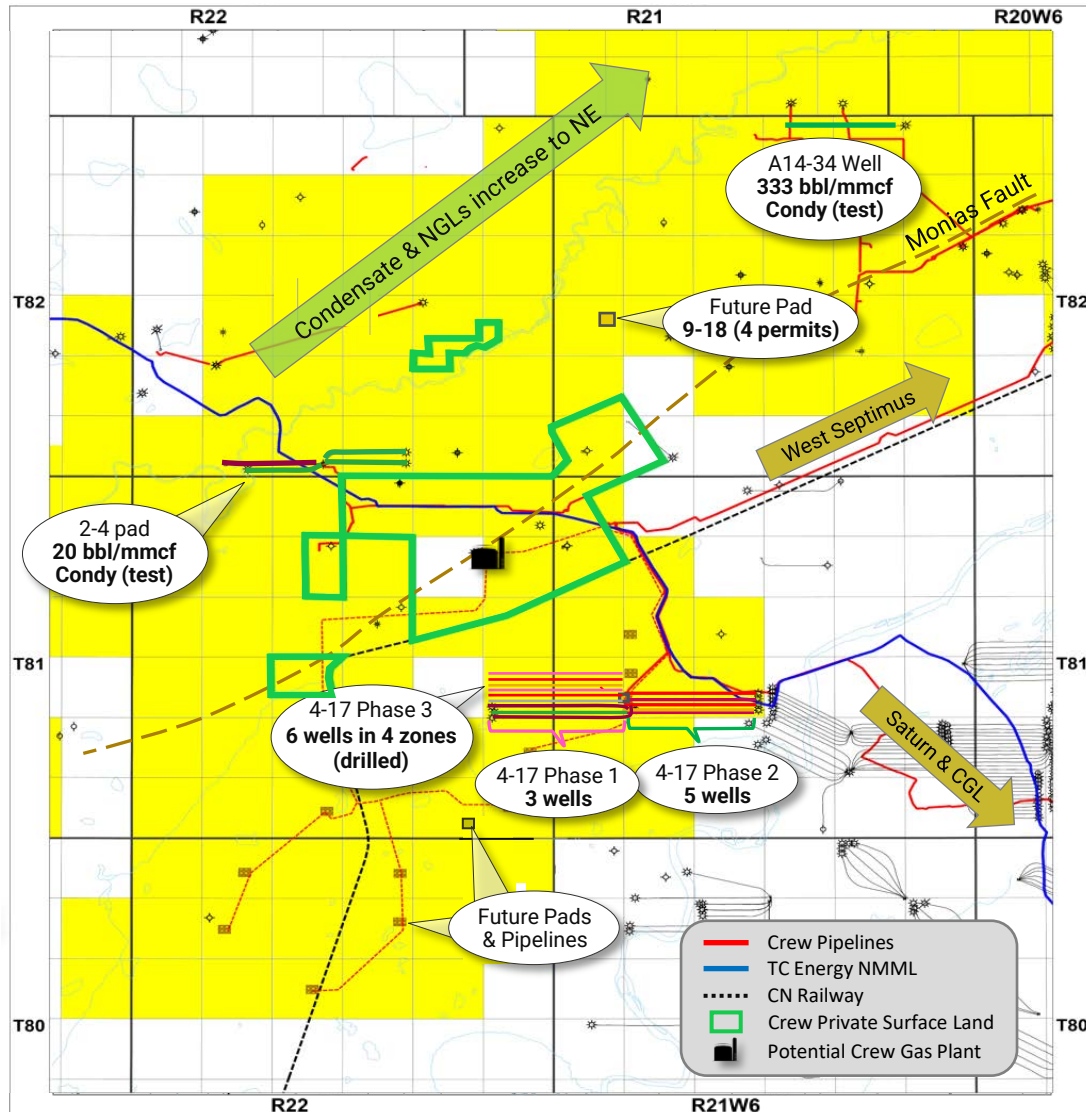 R22
R21
R20W6
Condensate & NGLs increase to NE
A14-34 Well
333 bbl/mmcf
Condy (test)
Monias Fault
T82
T82
Future Pad
9-18 (4 permits)
West Septimus
2-4 pad
20 bbl/mmcf
Condy (test)
T81
T81
4-17 Phase 3
6 wells in 4 zones
(drilled)
4-17 Phase 1
3 wells
4-17 Phase 2
5 wells
Saturn & CGL
Future Pads
& Pipelines
Crew Pipelines
TC Energy NMML
CN Railway
Crew Private Surface Land
Potential Crew Gas Plant
T80
T80
R22
R21W6